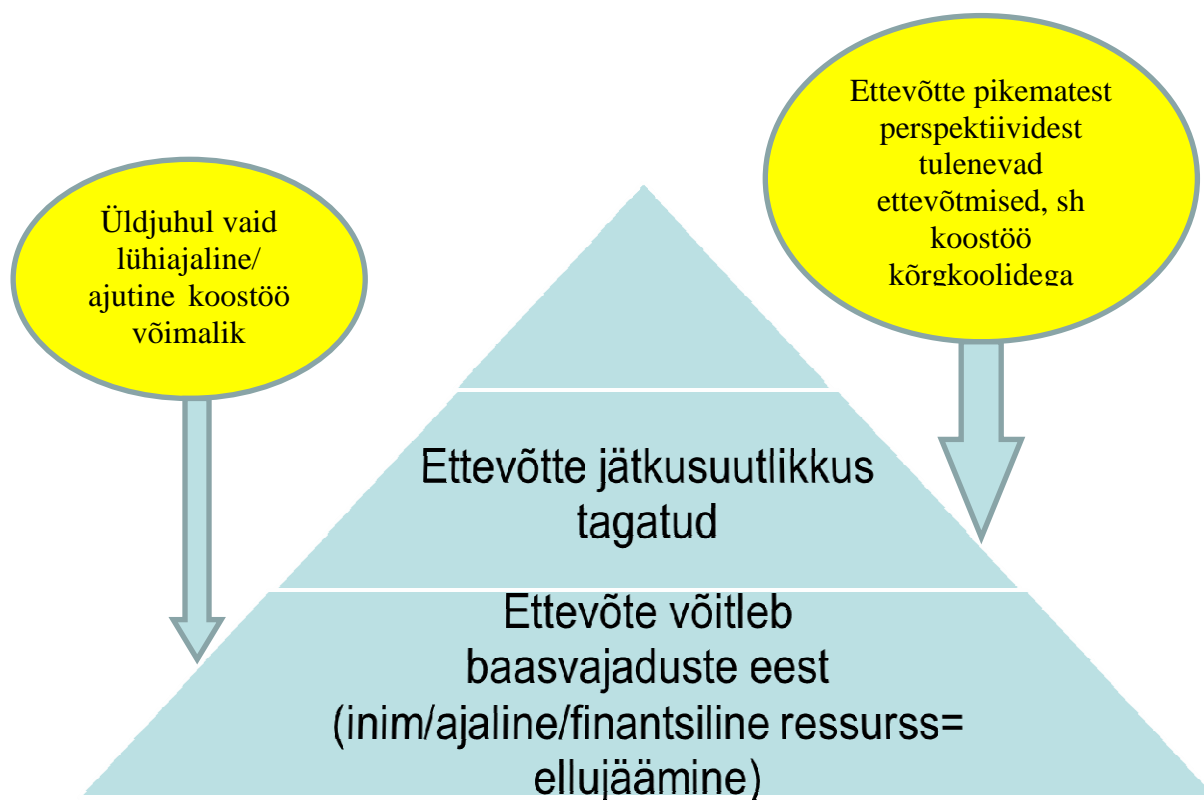 Üldjuhul vaid
lühiajaline/
ajutine koostöö
võimalik
Ettevõtte pikematest
perspektiividest
tulenevad
ettevõtmised, sh
koostöö
kõrgkoolidega
Ettevõtte jätkusuutlikkus
tagatud
Ettevõte võitleb
baasvajaduste eest
(inim/ajaline/finantsiline ressurss=
ellujäämine)